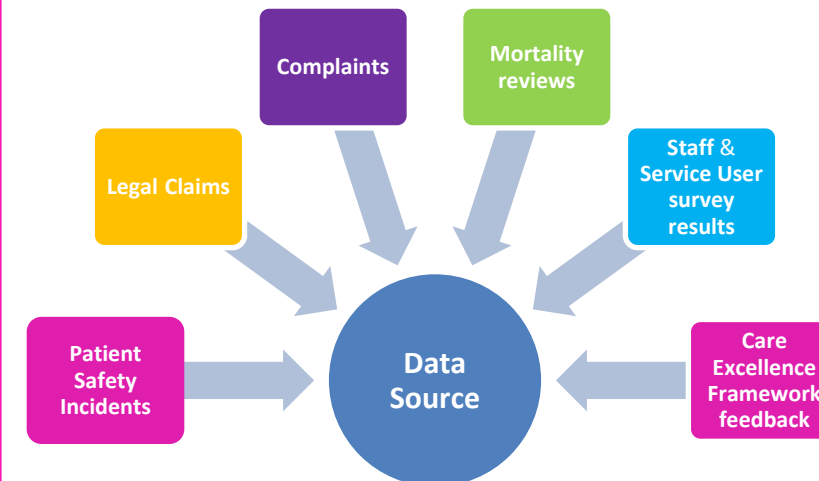 Complaints
Mortality
reviews
Legal Claims
Staff &
Service User
survey
results
Patient
Safety
Incidents
Data
Source
Care
Excellence
Framework
feedback